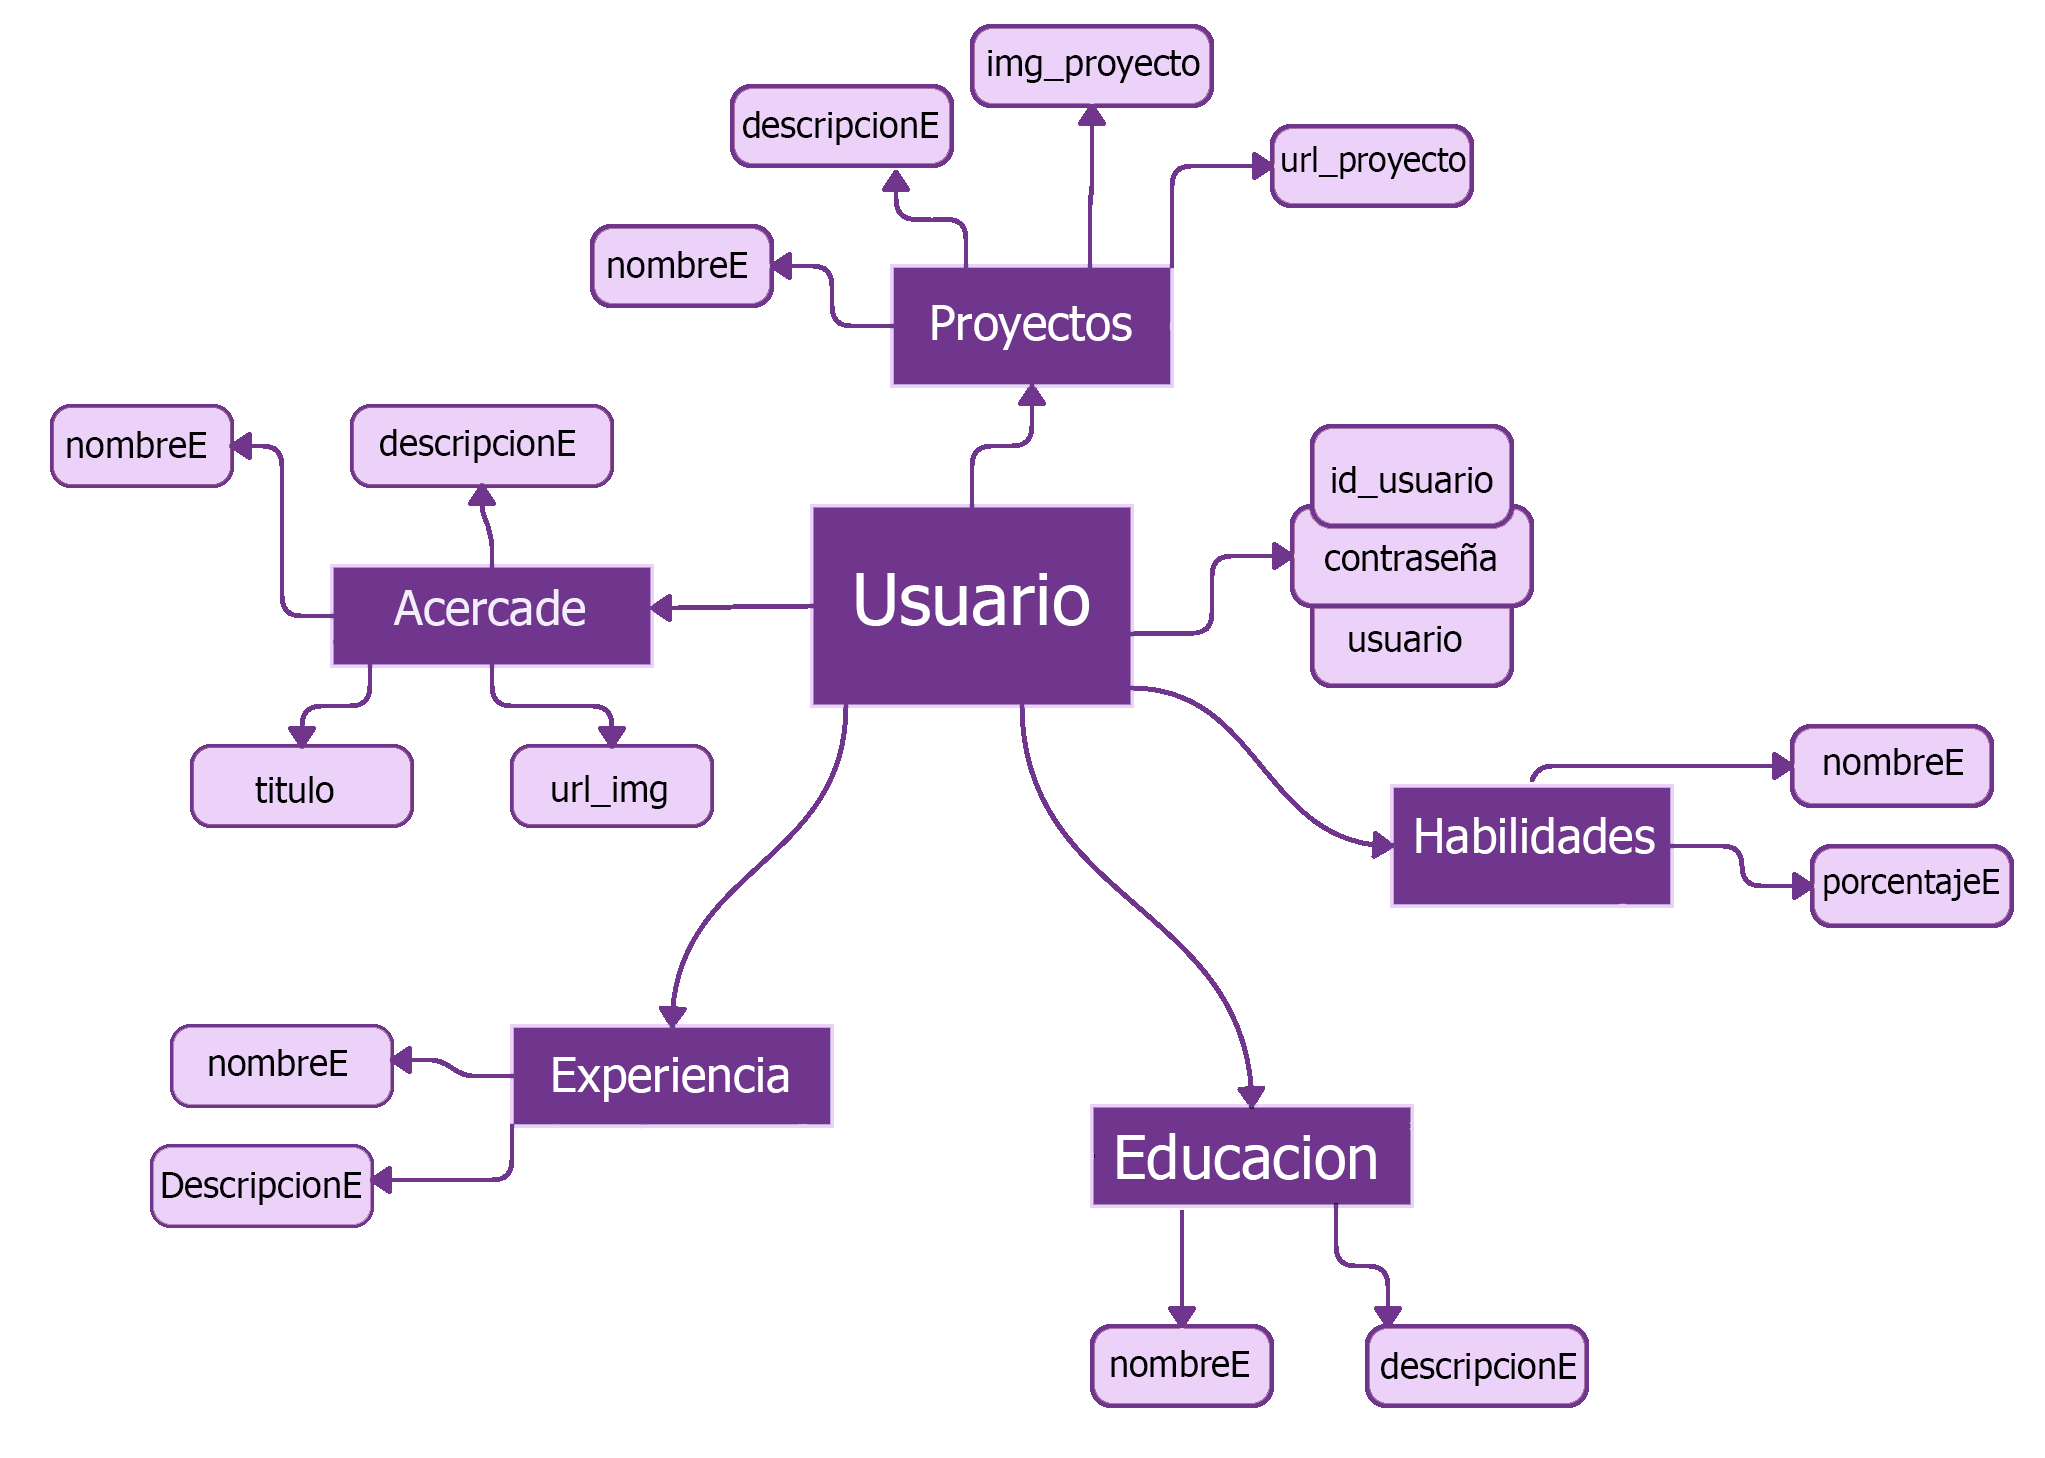 img_proyecto
descripcionE
url_proyecto
nombreE
Proyectos
nombreE
descripcionE
id_usuario
contraseña
usuario
Usuario
Acercade
titulo
url_img
nombreE
Habilidades
porcentajeE
nombreE
Experiencia
DescripcionE
Educacion
nombreE
descripcionE